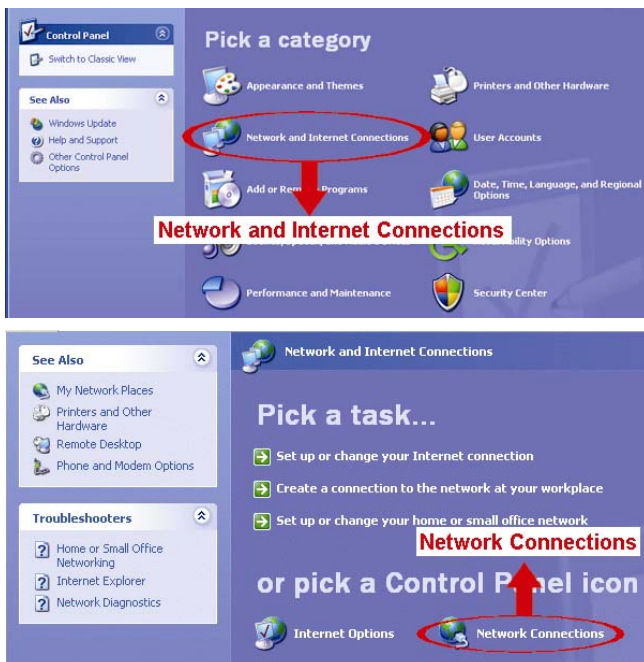 Control Panel
Switch to Classic View
See Also
Windows Update
Help and Support
Other Control Panel
Options
Pick a category
Appearance and Themes
Printers and Other Hardware
Network and Internet Connections
User Accounts
Add or Remove Programs
Date, Time, Language, and Regional
Options
Network and Internet Connections
Options
Performance and Maintenance
Security Center
See Also
My Network Places
Printers and Other
Hardware
Remote Desktop
Phone and Modem Options
Troubleshooters
Home or Small Office
Networking
Internet Explorer
Network Diagnostics
Network and Internet Connections
Pick a task...
Set up or change your Internet connection
Create a connection to the network at your workplace
Set up or change your home or small office network
Network Connections
or pick a Control Panel icon
Internet Options
Network Connections